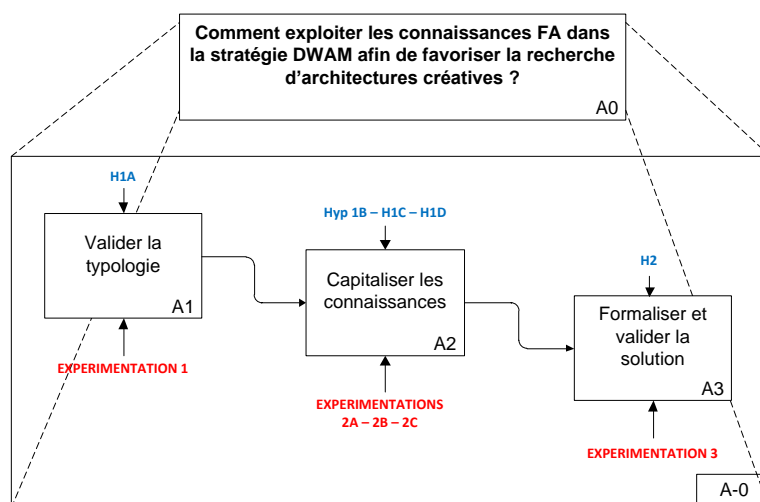 Comment exploiter les connaissances FA dans
la stratégie DWAM afin de favoriser la recherche
d'architectures créatives ?
A0
H1A
Valider la
typologie
A1
EXPERIMENTATION 1
Hyp 1B – H1C – H1D
Capitaliser les
connaissances
A2
EXPERIMENTATIONS
2A – 2B – 2C
H2
Formaliser et
valider la
solution
A3
EXPERIMENTATION 3
A-0